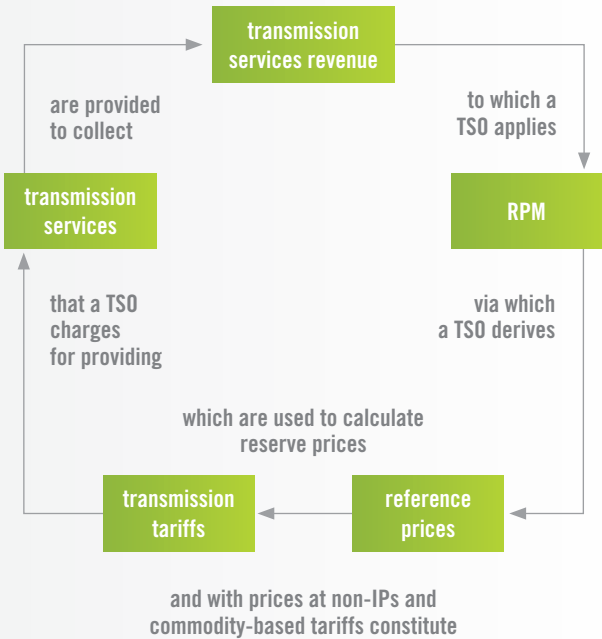 transmission
services revenue
are provided
to collect
to which a
TSO applies
transmission
services
RPM
that a TSO
charges
for providing
via which
a TSO derives
which are used to calculate
reserve prices
transmission
tariffs
reference
prices
and with prices at non-IPs and
commodity-based tariffs constitute